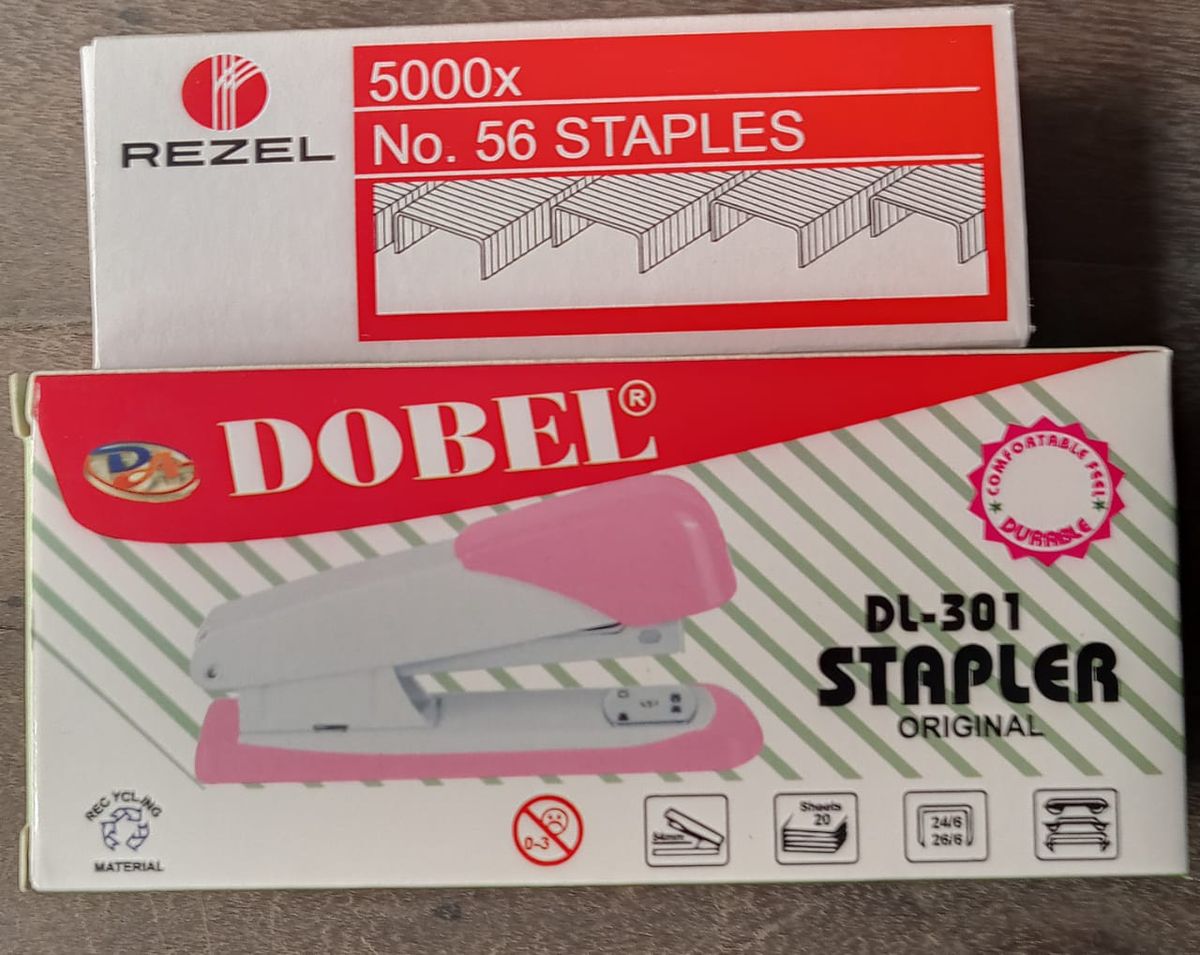 REZEL
5000x
No. 56 STAPLES
DOBEL®
DA
COMFORTABLE FEEL
DURABLE
DL-301
STAPLER
ORIGINAL
RECYCLING
MATERIAL
0-3
Sheets
20
24/6
26/6